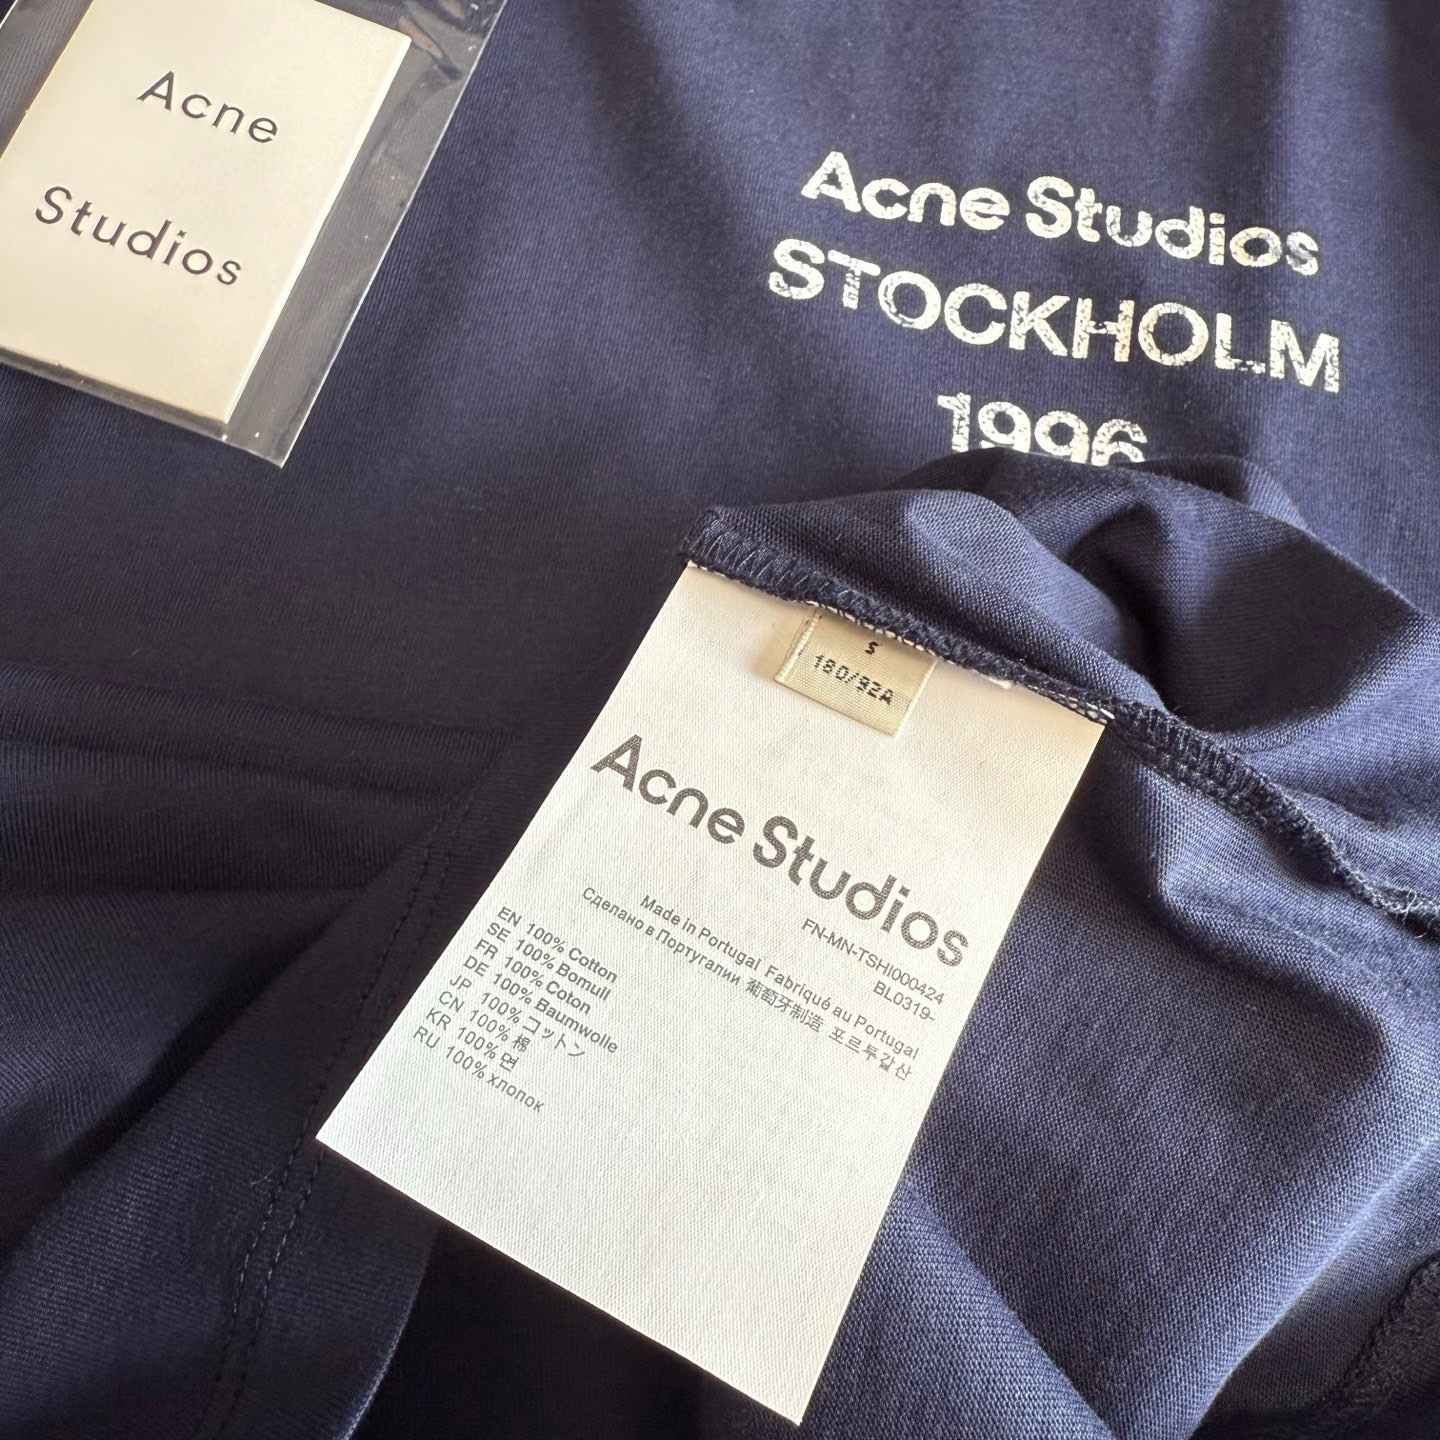 Acne
Studios
Acne Studios
STOCKHOLM
1996
S
180/92A
Acne Studios
FN-MN-TSHI000424
BL0319-
Made in Portugal Fabriqué au Portugal
Сделано в Португалии 葡萄牙制造 포르투갈산
EN 100% Cotton
SE 100% Bomull
FR 100% Coton
DE 100% Baumwolle
JP 100% コットン
CN 100% 棉
KR 100% 면
RU 100% хлопок